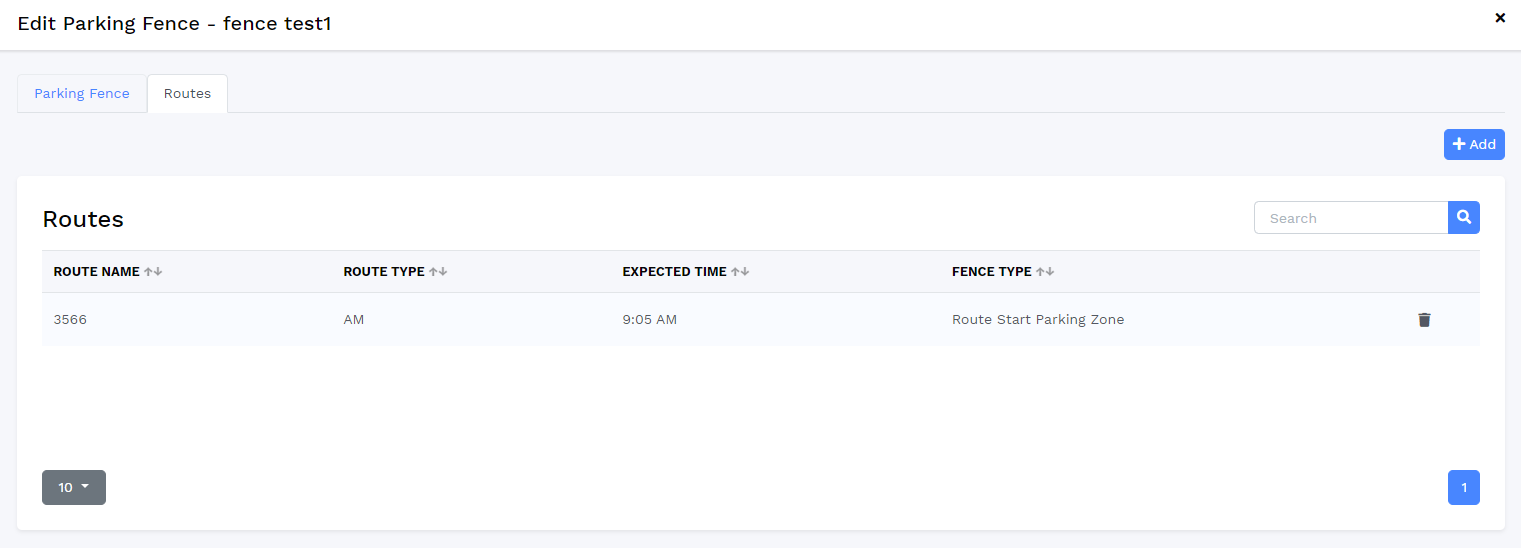 Edit Parking Fence - fence test1
×
Parking Fence
Routes
Add
Routes
Search
ROUTE NAME ROUTE TYPE EXPECTED TIME FENCE TYPE
3566 AM 9:05 AM Route Start Parking Zone
10
1